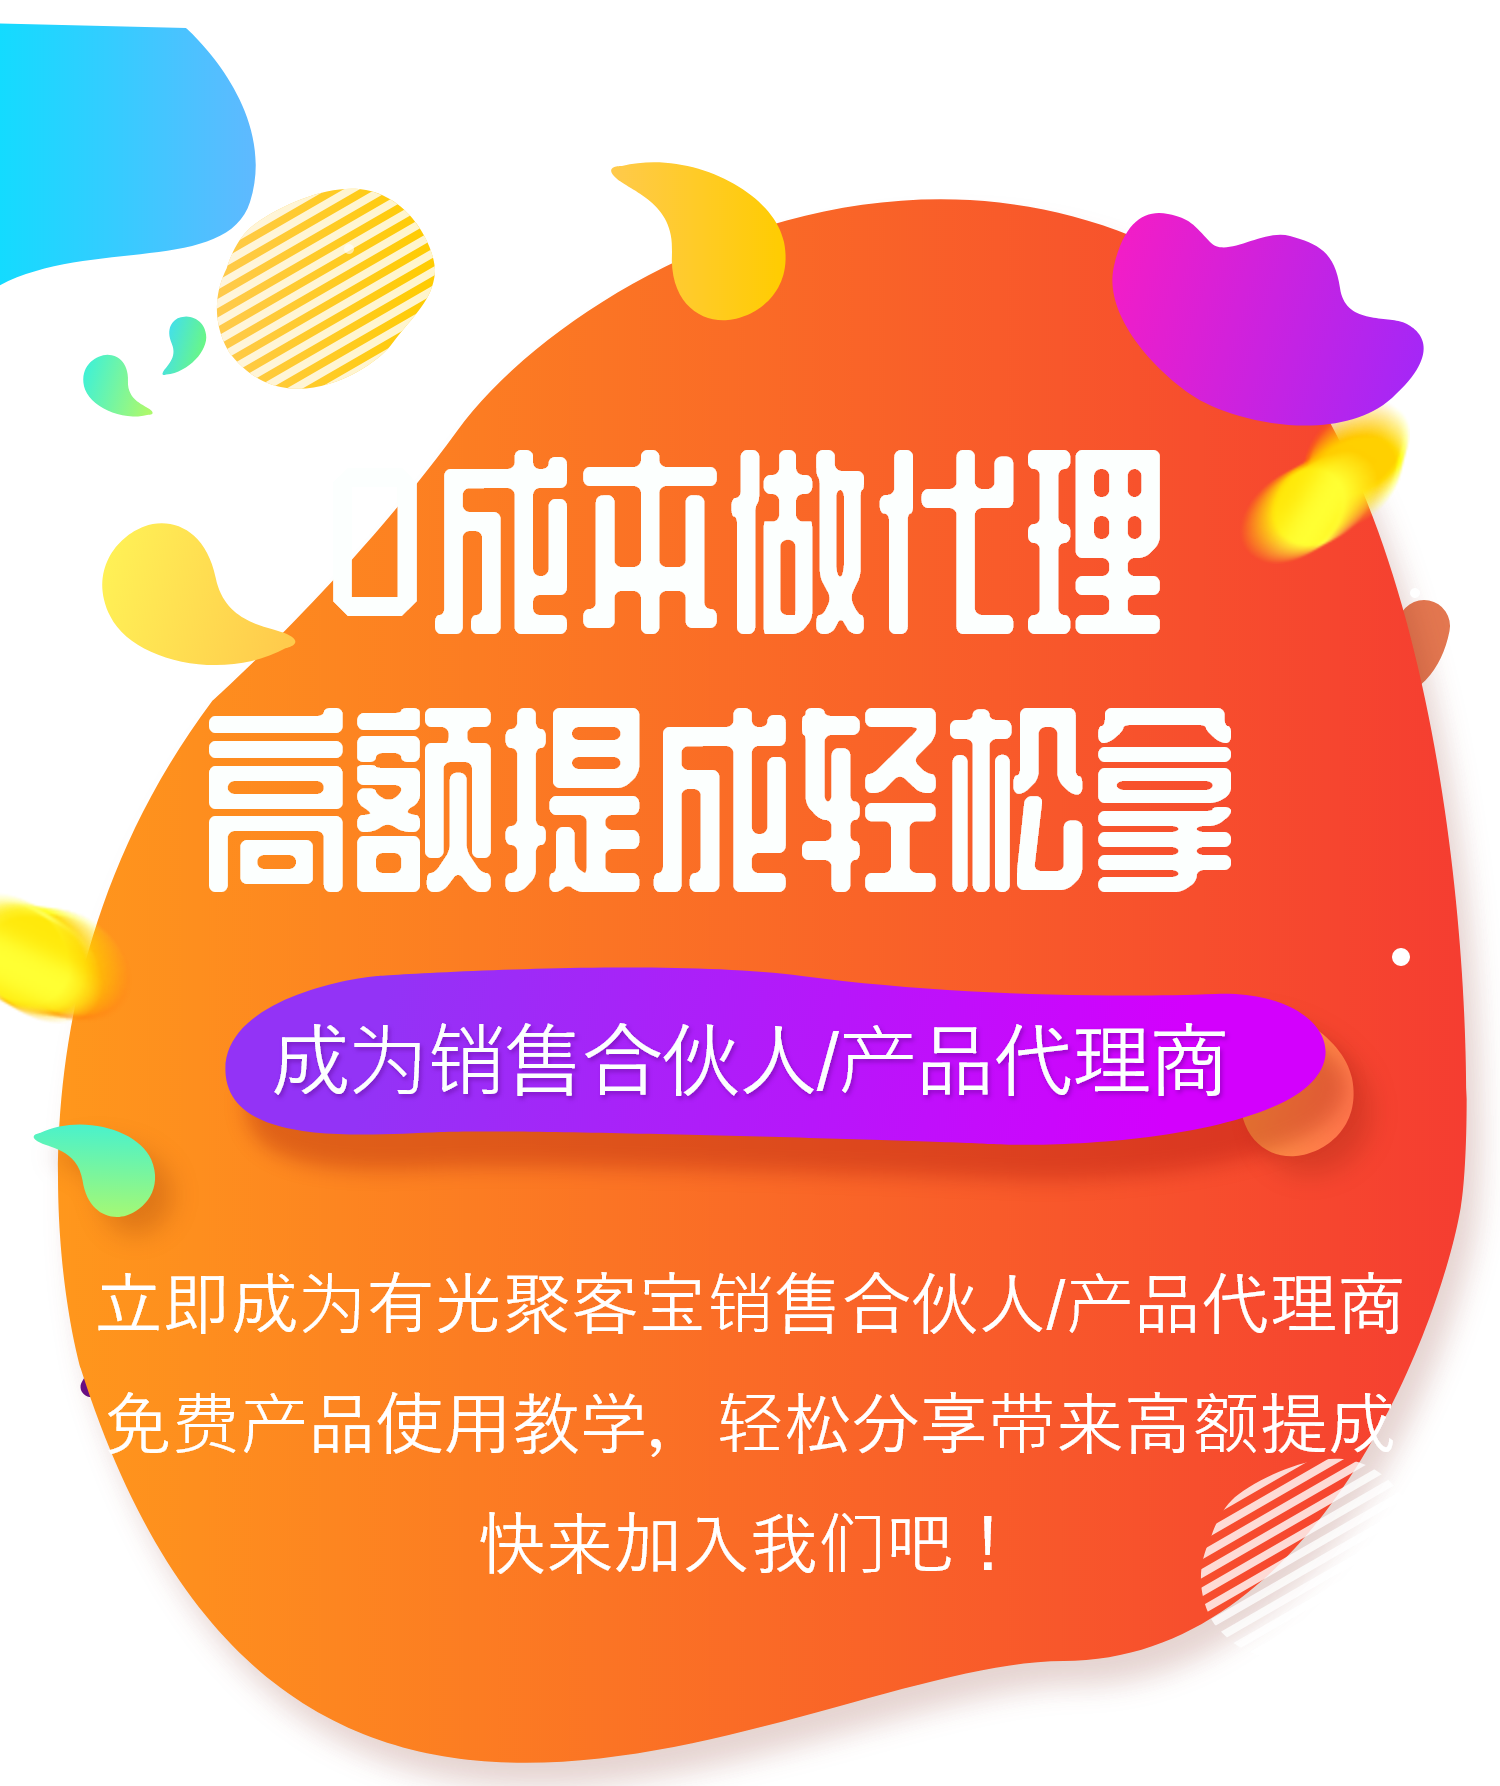 0成本做代理
高额提成轻松拿
成为销售合伙人/产品代理商
立即成为有光聚客宝销售合伙人/产品代理商
免费产品使用教学，轻松分享带来高额提成
快来加入我们吧！